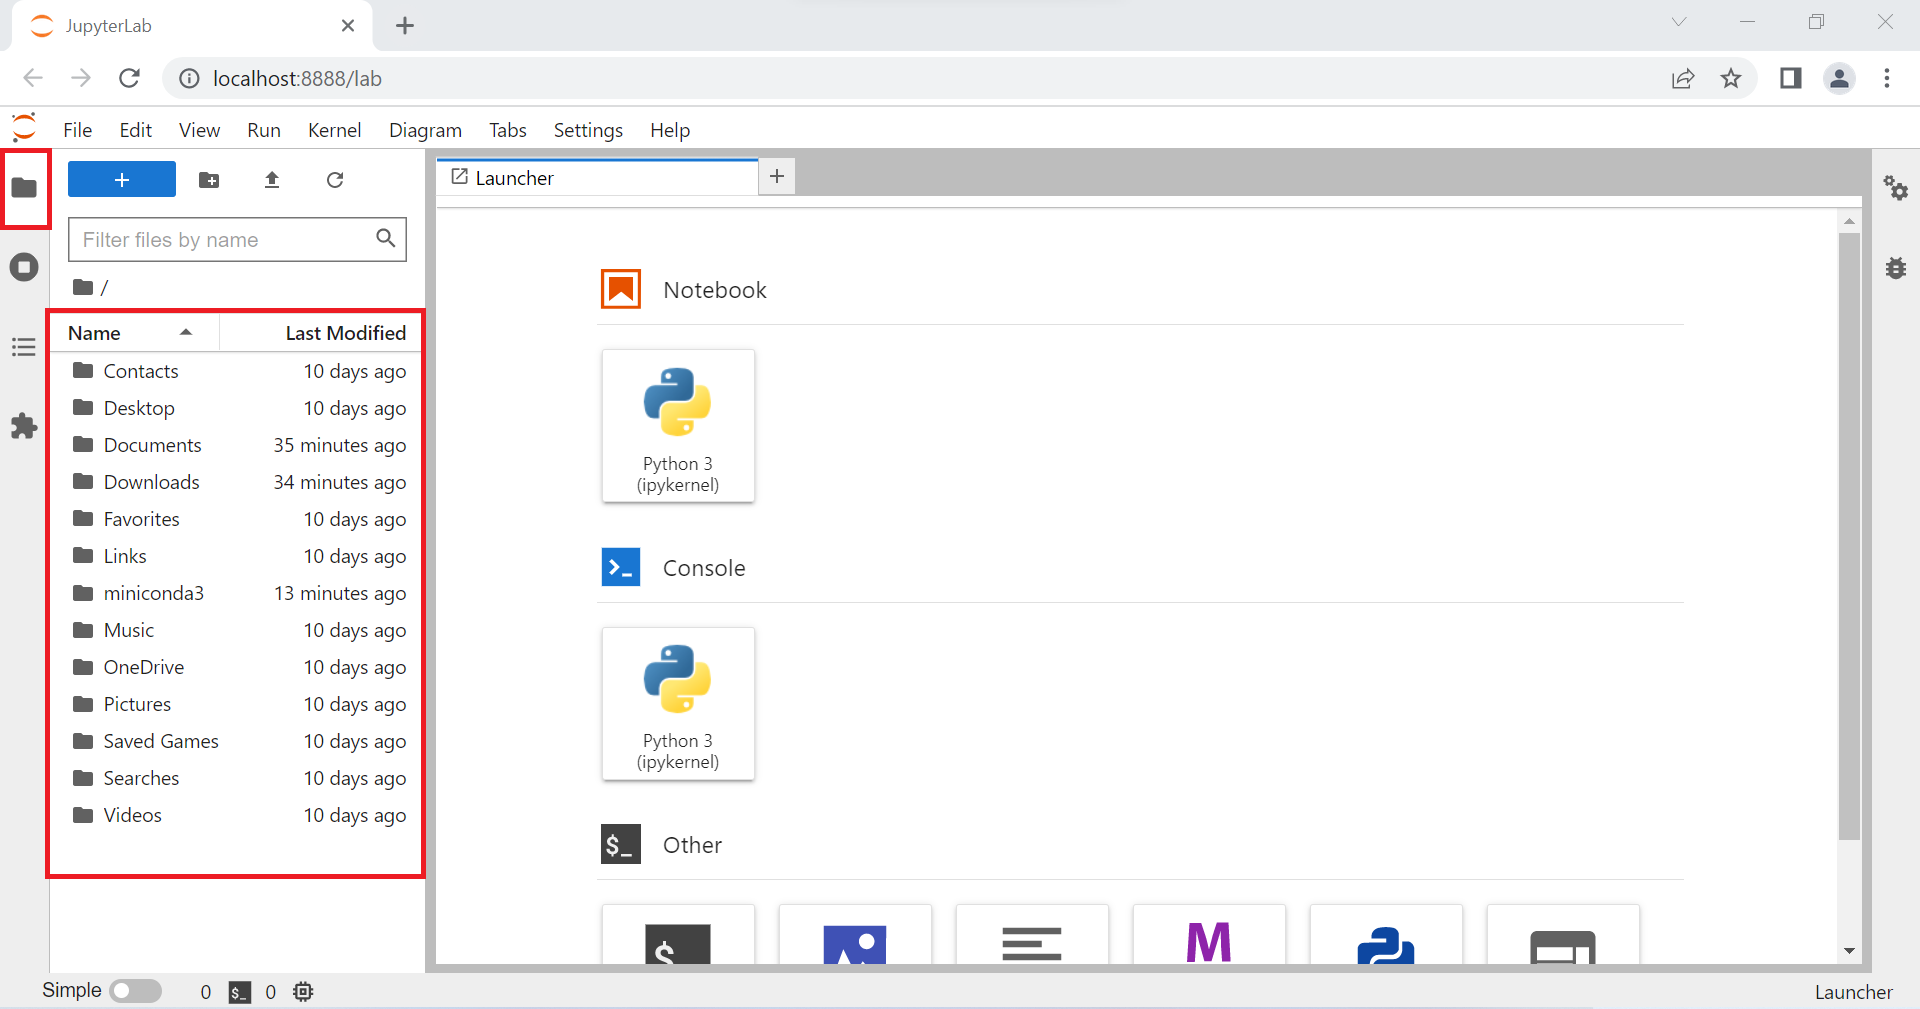 JupyterLab
localhost:8888/lab
File Edit View Run Kernel Diagram Tabs Settings Help
Launcher
Filter files by name
/
Name Last Modified
Contacts 10 days ago
Desktop 10 days ago
Documents 35 minutes ago
Downloads 34 minutes ago
Favorites 10 days ago
Links 10 days ago
miniconda3 13 minutes ago
Music 10 days ago
OneDrive 10 days ago
Pictures 10 days ago
Saved Games 10 days ago
Searches 10 days ago
Videos 10 days ago
Notebook
Python 3
(ipykernel)
Console
Python 3
(ipykernel)
$_ Other
$
M
Simple 0 $_ 0 Launcher